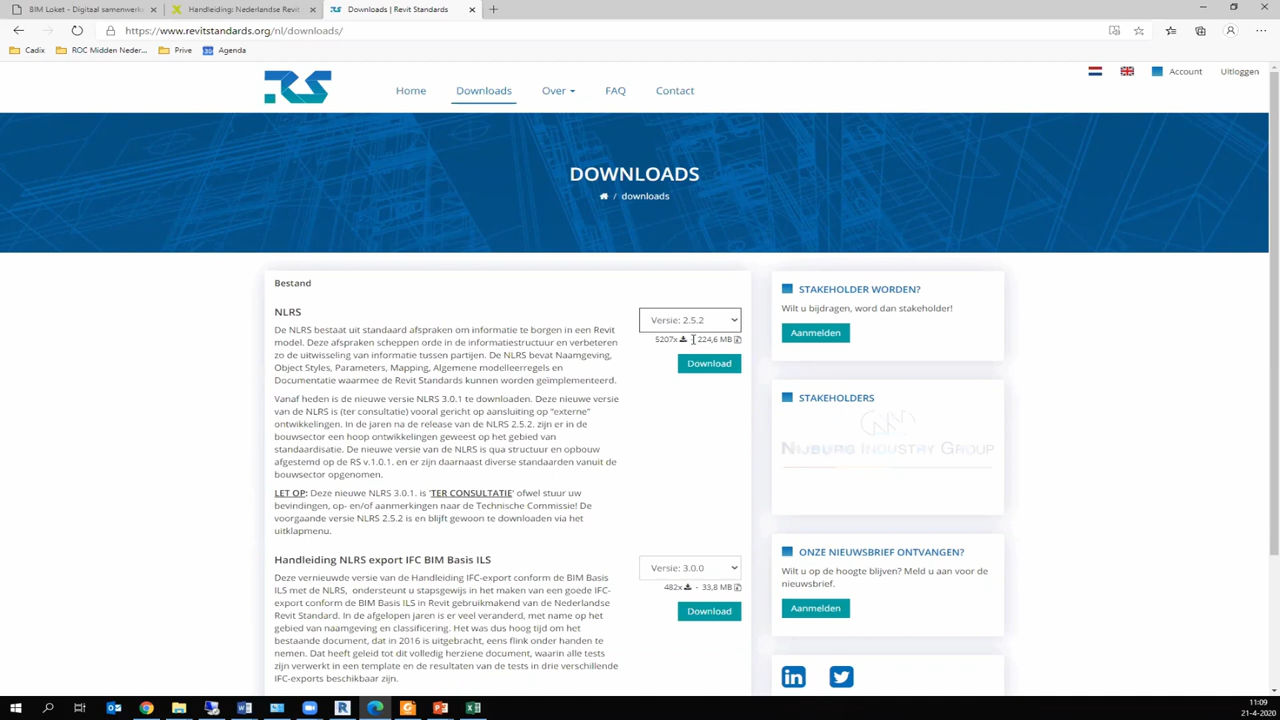 BIM Loket - Digitaal samenwerk
Handleiding: Nederlandse Revit
Downloads | Revit Standards
https://www.revitstandards.org/nl/downloads/
Cadix
ROC Midden Neder...
Prive
Agenda
RS
Home
Downloads
Over
FAQ
Contact
Account
Uitloggen
DOWNLOADS
/ downloads
Bestand
NLRS
De NLRS bestaat uit standaard afspraken om informatie te borgen in een Revit
model. Deze afspraken scheppen orde in de informatiestructuur en verbeteren
zo de uitwisseling van informatie tussen partijen. De NLRS bevat Naamgeving,
Object Styles, Parameters, Mapping, Algemene modelleerregels en
Documentatie waarmee de Revit Standards kunnen worden geïmplementeerd.
Vanaf heden is de nieuwe versie NLRS 3.0.1 te downloaden. Deze nieuwe versie
van de NLRS is (ter consultatie) vooral gericht op aansluiting op "externe"
ontwikkelingen. In de jaren na de release van de NLRS 2.5.2. zijn er in de
bouwsector een hoop ontwikkelingen geweest op het gebied van
standaardisatie. De nieuwe versie van de NLRS is qua structuur en opbouw
afgestemd op de RS v.1.0.1. en er zijn daarnaast diverse standaarden vanuit de
bouwsector opgenomen.
LET OP: Deze nieuwe NLRS 3.0.1. is 'TER CONSULTATIE' ofwel stuur uw
bevindingen, op- en/of aanmerkingen naar de Technische Commissie! De
voorgaande versie NLRS 2.5.2 is en blijft gewoon te downloaden via het
uitklapmenu.
Versie: 2.5.2
5207x - 224,6 MB
Download
Handleiding NLRS export IFC BIM Basis ILS
Deze vernieuwde versie van de Handleiding IFC-export conform de BIM Basis
ILS met de NLRS, ondersteunt u stapsgewijs in het maken van een goede IFC-
export conform de BIM Basis ILS in Revit gebruikmakend van de Nederlandse
Revit Standard. In de afgelopen jaren is er veel veranderd, met name op het
gebied van naamgeving en classificering. Het was dus hoog tijd om het
bestaande document, dat in 2016 is uitgebracht, eens flink onder handen te
nemen. Dat heeft geleid tot dit volledig herziene document, waarin alle tests
zijn verwerkt in een template en de resultaten van de tests in drie verschillende
IFC-exports beschikbaar zijn.
Versie: 3.0.0
482x - 33,8 MB
Download
STAKEHOLDER WORDEN?
Wilt u bijdragen, word dan stakeholder!
Aanmelden
STAKEHOLDERS
NIJBURG INDUSTRY GROUP
ONZE NIEUWSBRIEF ONTVANGEN?
Wilt u op de hoogte blijven? Meld u aan voor de
nieuwsbrief.
Aanmelden
11:09
21-4-2020